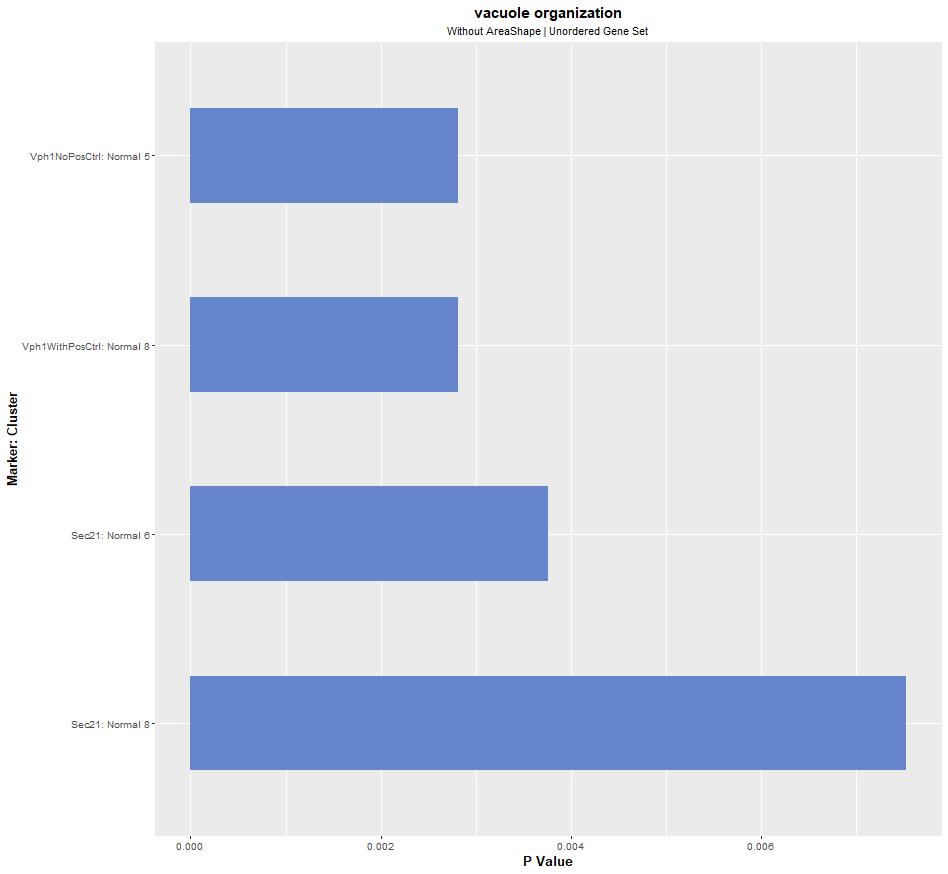 vacuole organization
Without AreaShape | Unordered Gene Set
Marker: Cluster
Vph1NoPosCtrl: Normal 5
Vph1WithPosCtrl: Normal 8
Sec21: Normal 6
Sec21: Normal 8
0.000 0.002 0.004 0.006
P Value